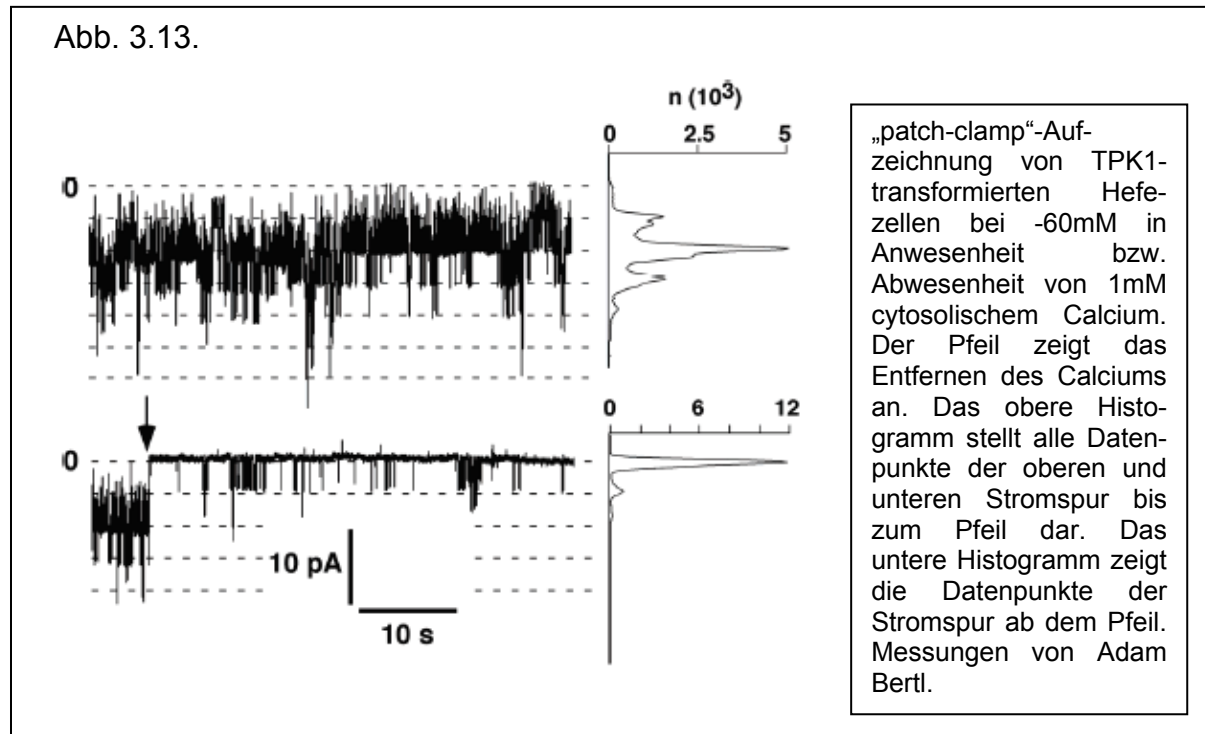 Abb. 3.13.
n (10³)
0 2.5 5
0
0 6 12
0
10 pA
10 s
„patch-clamp“-Auf-
zeichnung von TPK1-
transformierten Hefe-
zellen bei -60mM in
Anwesenheit bzw.
Abwesenheit von 1mM
cytosolischem Calcium.
Der Pfeil zeigt das
Entfernen des Calciums
an. Das obere Histo-
gramm stellt alle Daten-
punkte der oberen und
unteren Stromspur bis
zum Pfeil dar. Das
untere Histogramm zeigt
die Datenpunkte der
Stromspur ab dem Pfeil.
Messungen von Adam
Bertl.